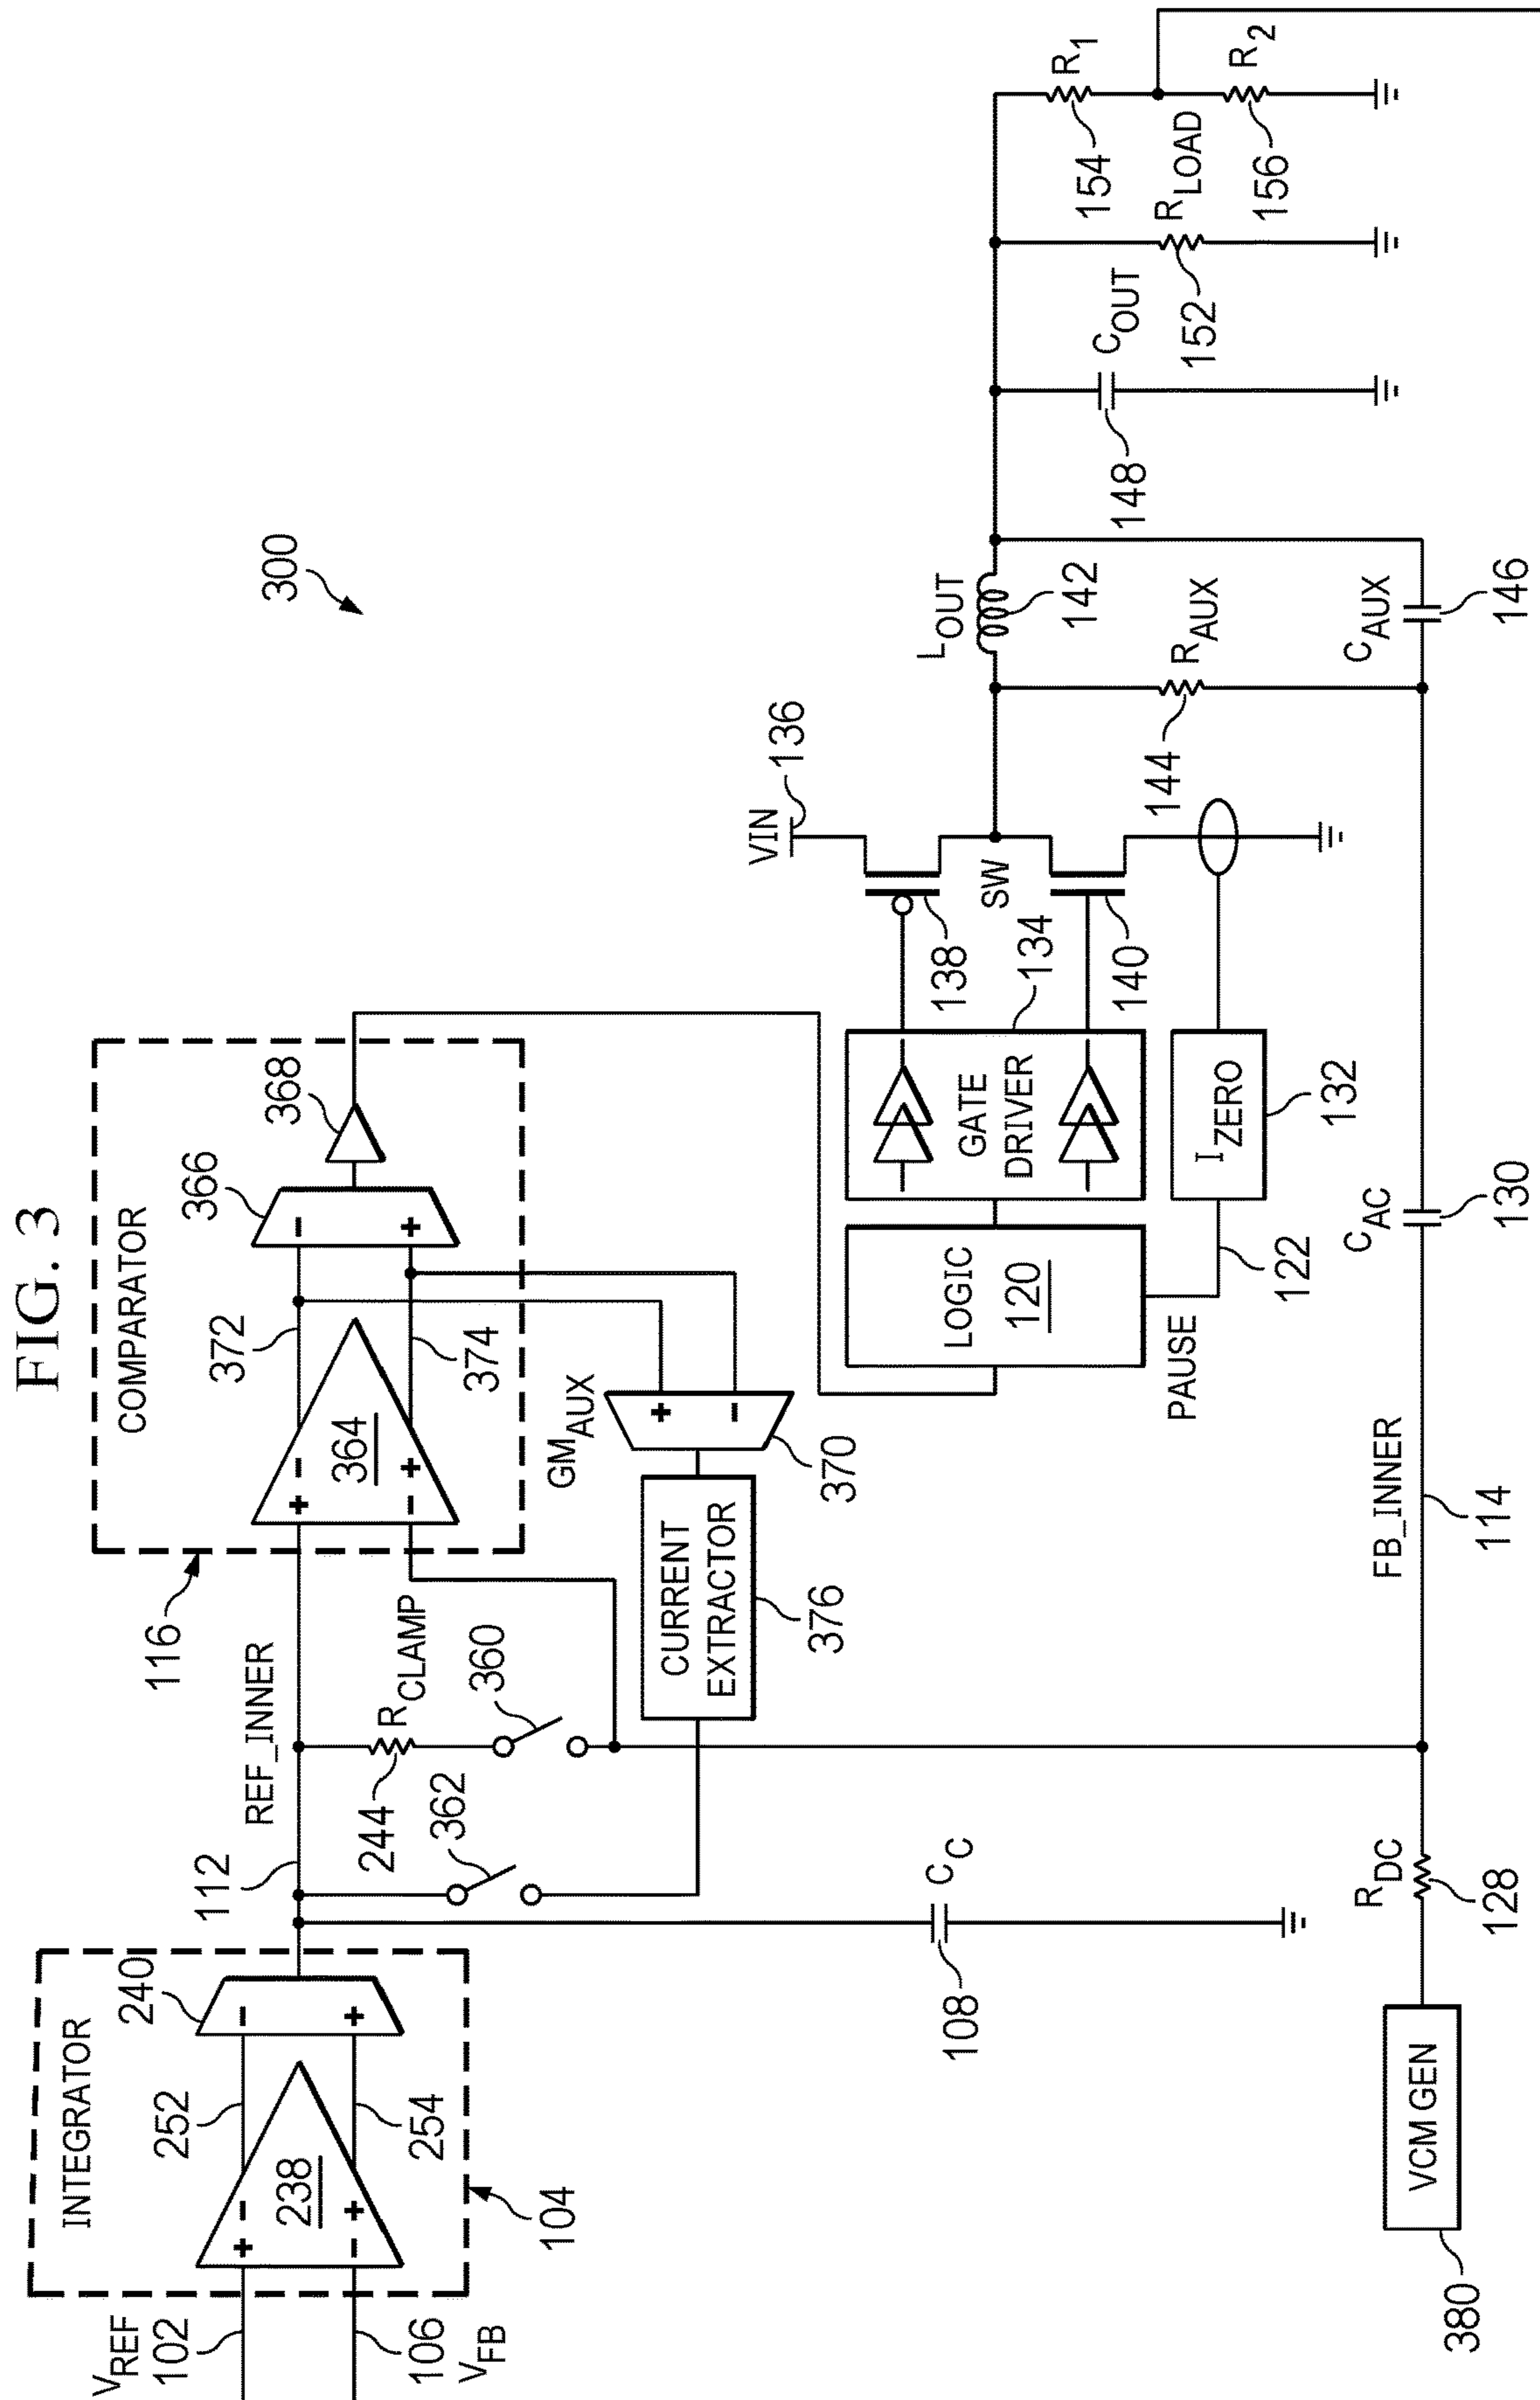 FIG. 3
300
INTEGRATOR
COMPARATOR
VREF
102
106
VFB
+
-
-
+
238
252
254
-
+
240
104
112
REF_INNER
362
244
RCLAMP
360
116
+
-
-
+
364
372
374
-
+
366
368
GMAUX
+
-
370
CURRENT
EXTRACTOR
376
CC
108
VCM GEN
380
RDC
128
FB_INNER
114
CAC
130
PAUSE
122
LOGIC
120
GATE
DRIVER
134
IZERO
132
VIN
136
138
SW
140
LOUT
142
RAUX
144
CAUX
146
COUT
148
RLOAD
152
R1
154
R2
156